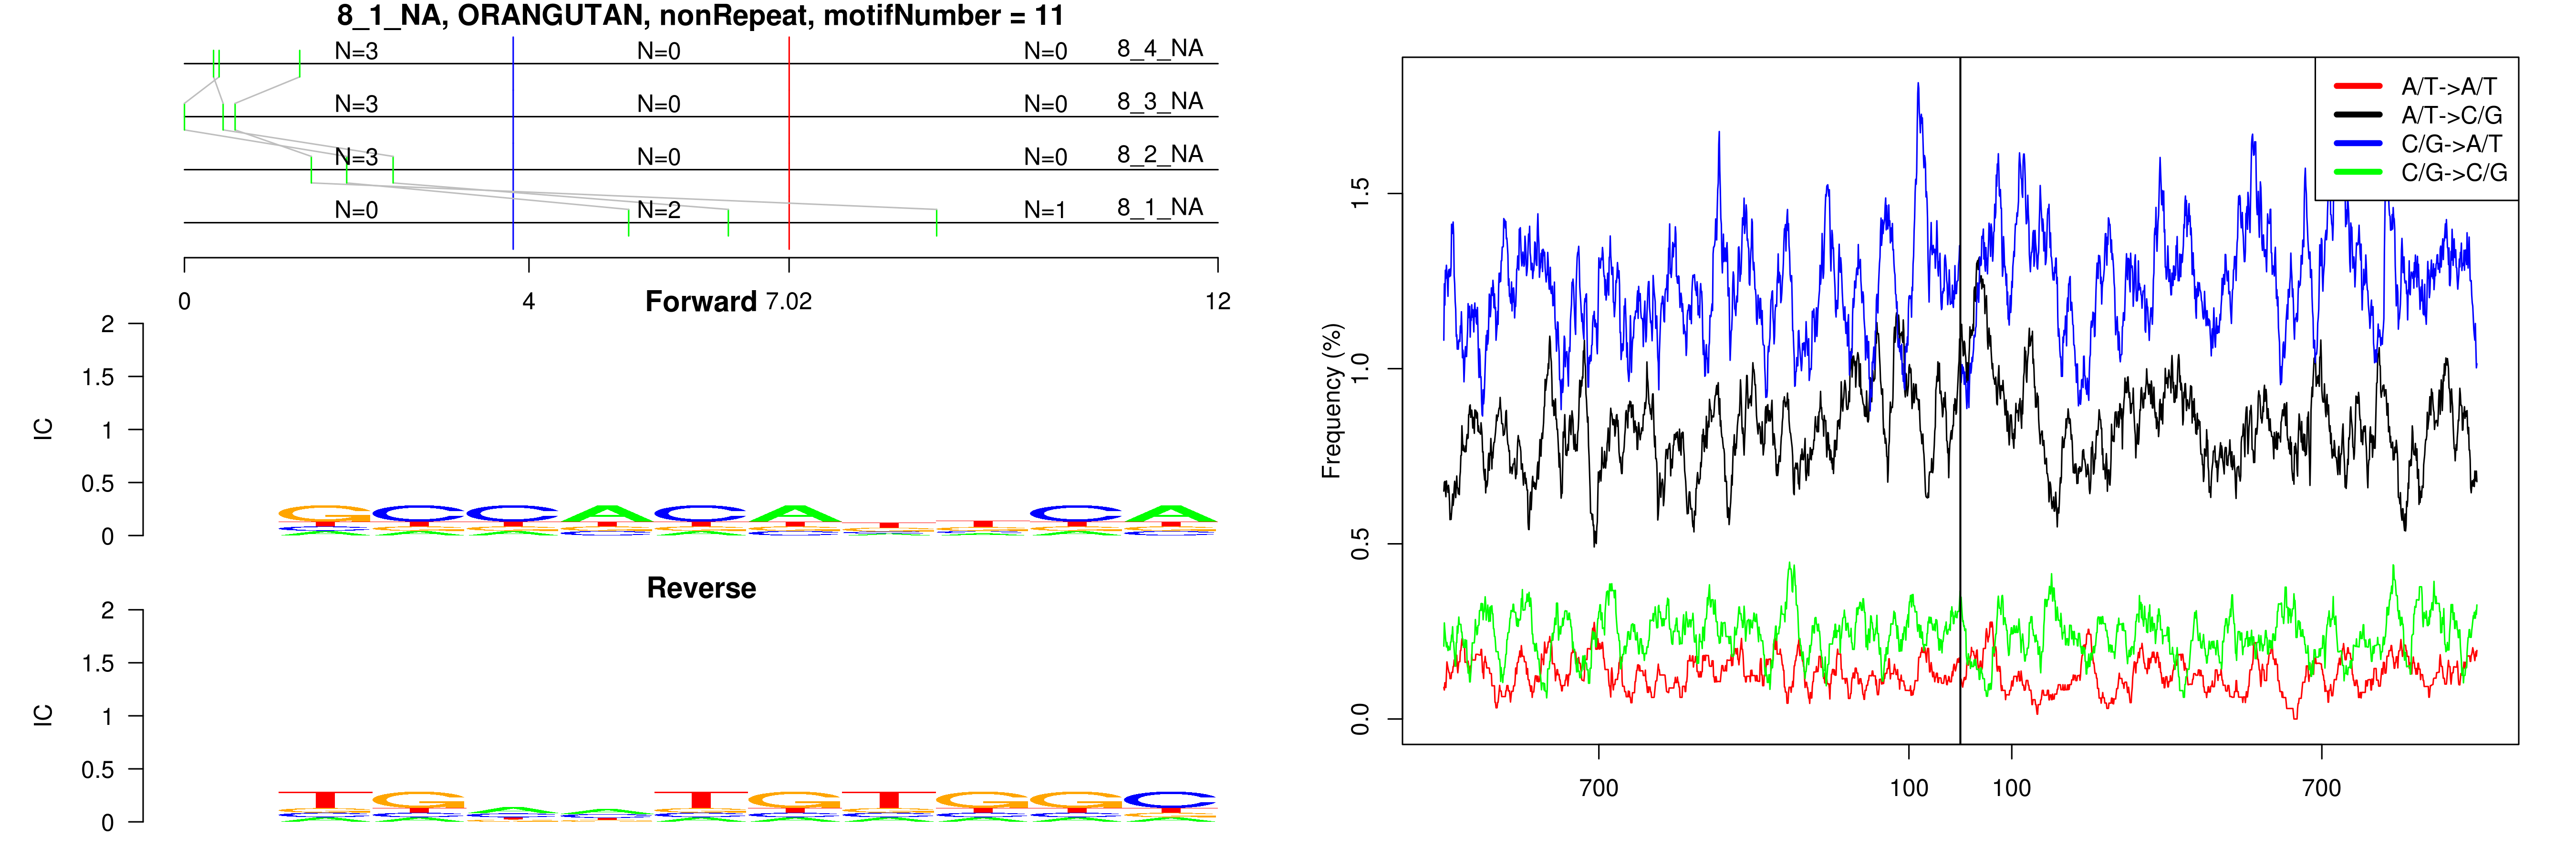 8_1_NA, ORANGUTAN, nonRepeat, motifNumber = 11
N=3 N=0 N=0 8_4_NA
N=3 N=0 N=0 8_3_NA
N=3 N=0 N=0 8_2_NA
N=0 N=2 N=1 8_1_NA
0 4 7.02 12
Forward
IC
2
1.5
1
0.5
0
GCCACATTCA
Reverse
IC
2
1.5
1
0.5
0
TGAATGTGGC
Frequency (%)
1.5
1.0
0.5
0.0
700 100 100 700
A/T->A/T
A/T->C/G
C/G->A/T
C/G->C/G